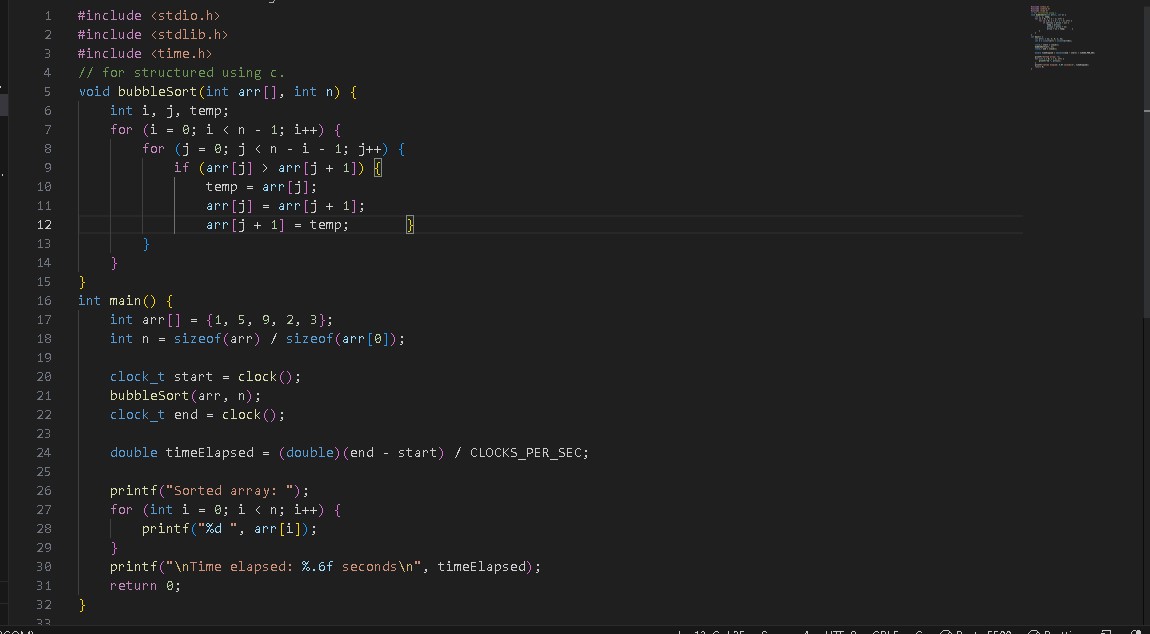 1 #include <stdio.h>
2 #include <stdlib.h>
3 #include <time.h>
4 // for structured using c.
5 void bubbleSort(int arr[], int n) {
6 int i, j, temp;
7 for (i = 0; i < n - 1; i++) {
8 for (j = 0; j < n - i - 1; j++) {
9 if (arr[j] > arr[j + 1]) {
10 temp = arr[j];
11 arr[j] = arr[j + 1];
12 arr[j + 1] = temp; }
13 }
14 }
15 }
16 int main() {
17 int arr[] = {1, 5, 9, 2, 3};
18 int n = sizeof(arr) / sizeof(arr[0]);
19
20 clock_t start = clock();
21 bubbleSort(arr, n);
22 clock_t end = clock();
23
24 double timeElapsed = (double)(end - start) / CLOCKS_PER_SEC;
25
26 printf("Sorted array: ");
27 for (int i = 0; i < n; i++) {
28 printf("%d ", arr[i]);
29 }
30 printf("\nTime elapsed: %.6f seconds\n", timeElapsed);
31 return 0;
32 }
33